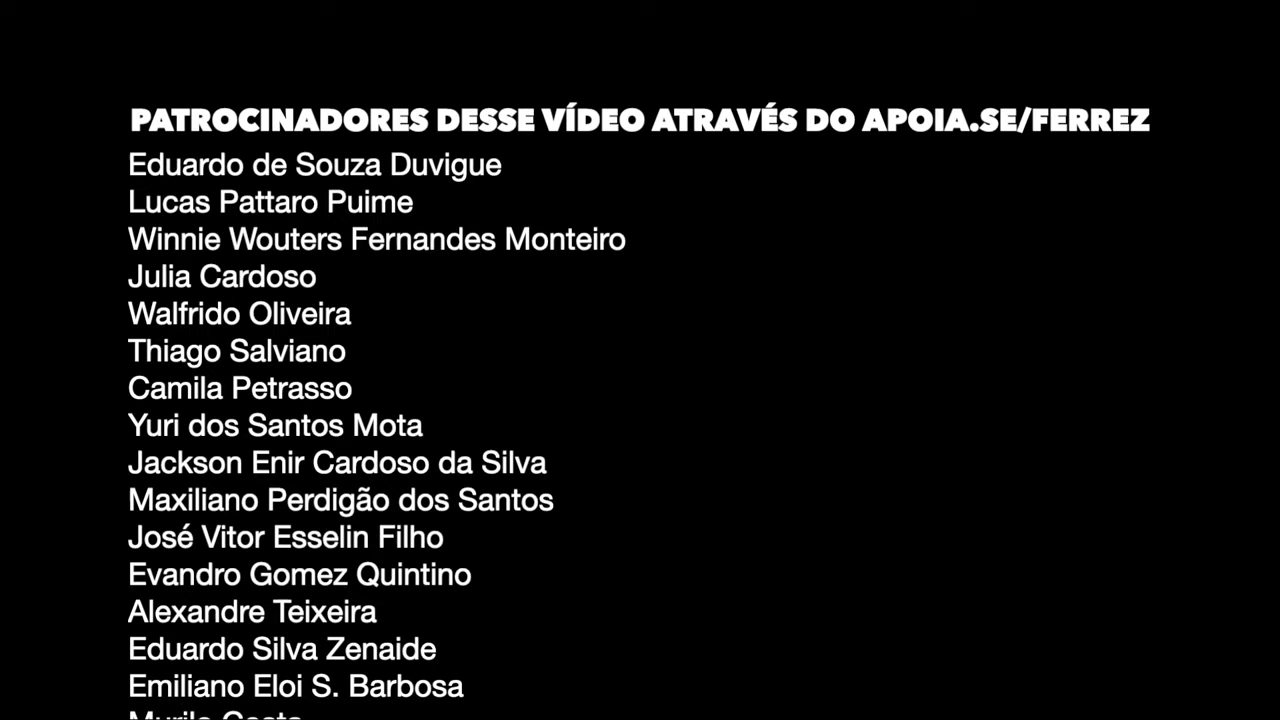 PATROCINADORES DESSE VÍDEO ATRAVÉS DO APOIA.SE/FERREZ
Eduardo de Souza Duvigue
Lucas Pattaro Puime
Winnie Wouters Fernandes Monteiro
Julia Cardoso
Walfrido Oliveira
Thiago Salviano
Camila Petrasso
Yuri dos Santos Mota
Jackson Enir Cardoso da Silva
Maxiliano Perdigão dos Santos
José Vitor Esselin Filho
Evandro Gomez Quintino
Alexandre Teixeira
Eduardo Silva Zenaide
Emiliano Eloi S. Barbosa